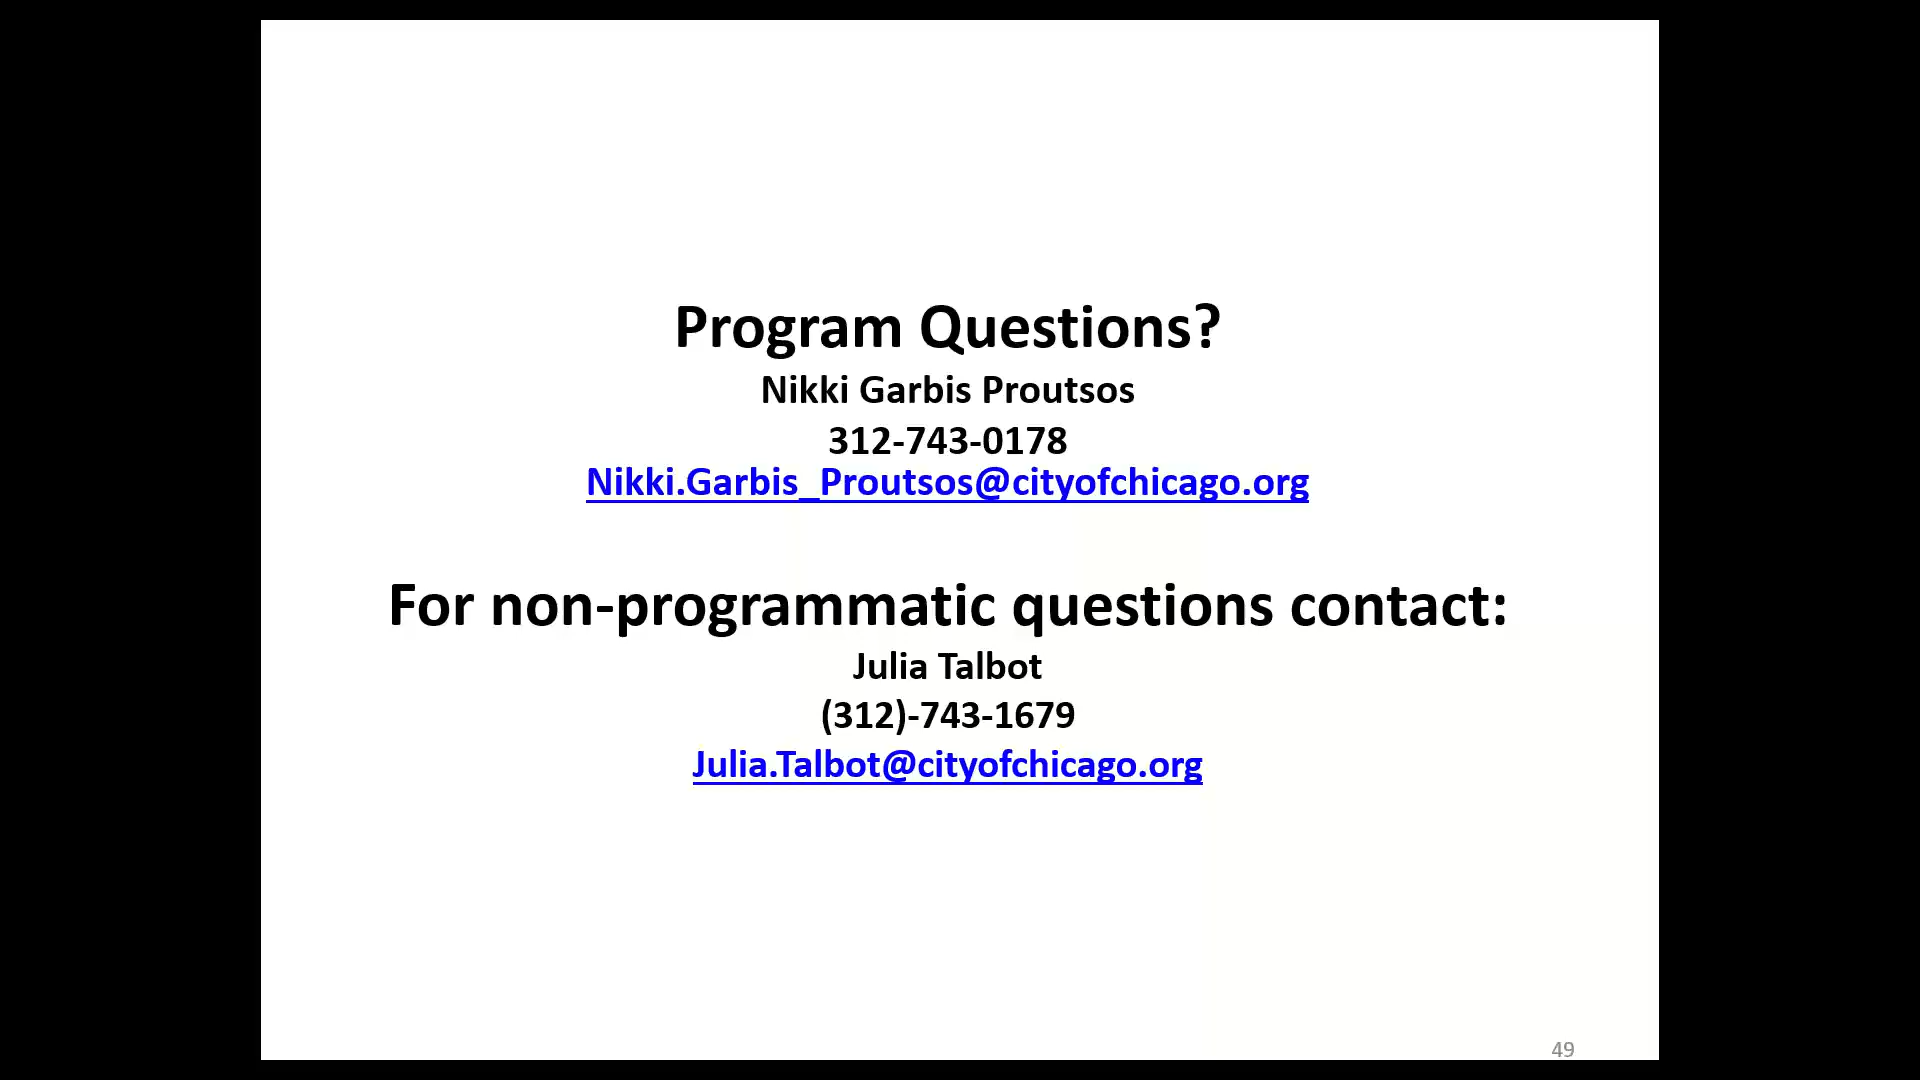 Program Questions?
Nikki Garbis Proutsos
312-743-0178
Nikki.Garbis_Proutsos@cityofchicago.org
For non-programmatic questions contact:
Julia Talbot
(312)-743-1679
Julia.Talbot@cityofchicago.org
49